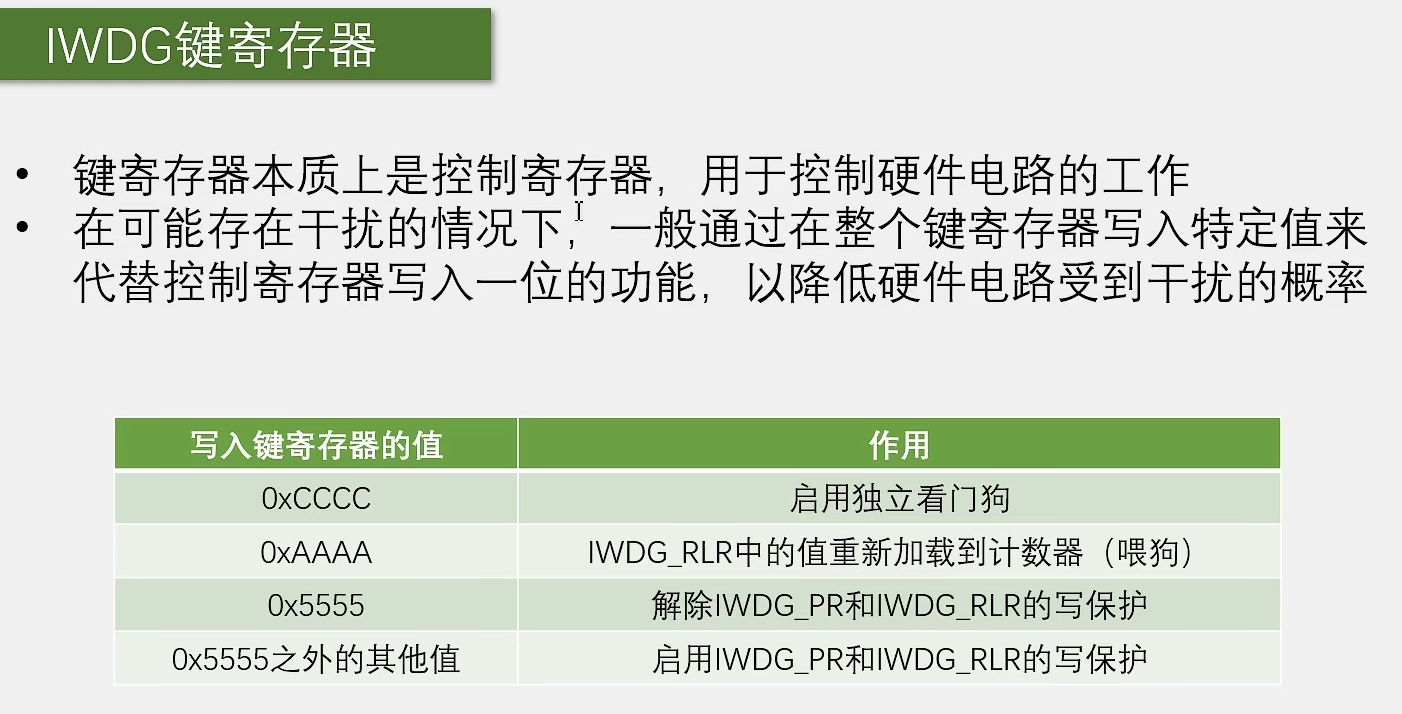 IWDG键寄存器
• 键寄存器本质上是控制寄存器，用于控制硬件电路的工作
• 在可能存在干扰的情况下，一般通过在整个键寄存器写入特定值来
代替控制寄存器写入一位的功能，以降低硬件电路受到干扰的概率
写入键寄存器的值 作用
0xCCCC 启用独立看门狗
0xAAAA IWDG_RLR中的值重新加载到计数器（喂狗）
0x5555 解除IWDG_PR和IWDG_RLR的写保护
0x5555之外的其他值 启用IWDG_PR和IWDG_RLR的写保护